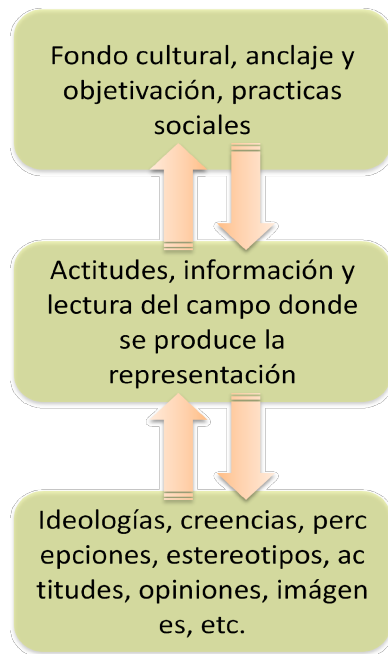 Fondo cultural, anclaje y
objetivación, practicas
sociales
Actitudes, información y
lectura del campo donde
se produce la
representación
Ideologías, creencias, perc
epciones, estereotipos, ac
titudes, opiniones, imágen
es, etc.